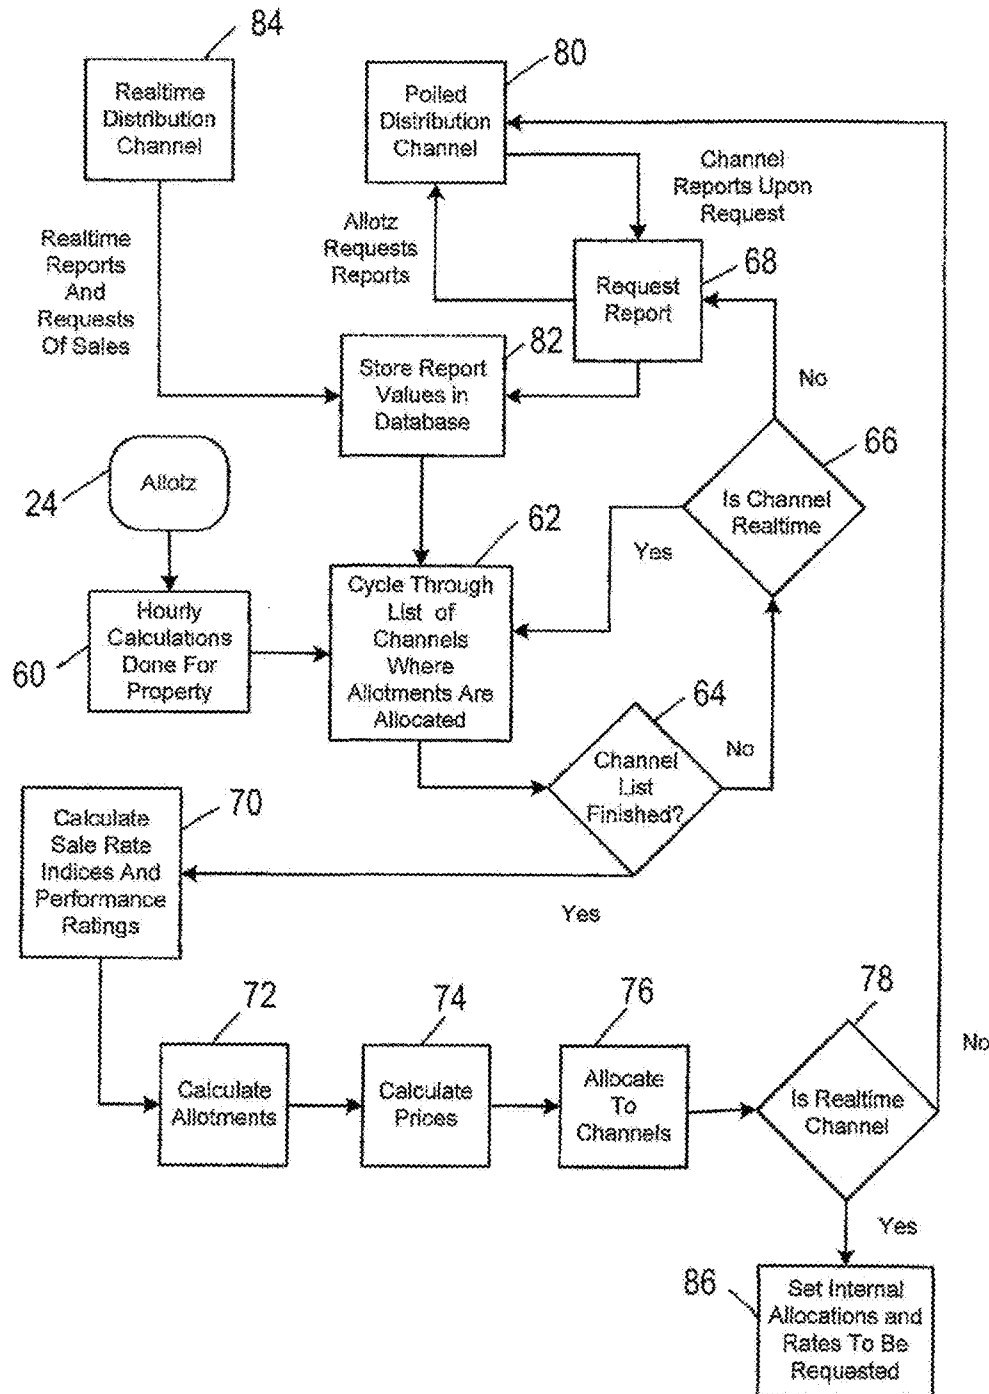 84
Realtime
Distribution
Channel
80
Polled
Distribution
Channel
Channel
Reports Upon
Request
Allotz
Requests
Reports
Realtime
Reports
And
Requests
Of Sales
68
Request
Report
82
Store Report
Values in
Database
No
66
Is Channel
Realtime
Yes
24
Allotz
62
Cycle Through
List of
Channels
Where
Allotments Are
Allocated
60
Hourly
Calculations
Done For
Property
64
Channel
List
Finished?
No
Yes
70
Calculate
Sale Rate
Indices And
Performance
Ratings
72
Calculate
Allotments
74
Calculate
Prices
76
Allocate
To
Channels
78
Is Realtime
Channel
No
Yes
86
Set Internal
Allocations and
Rates To Be
Requested